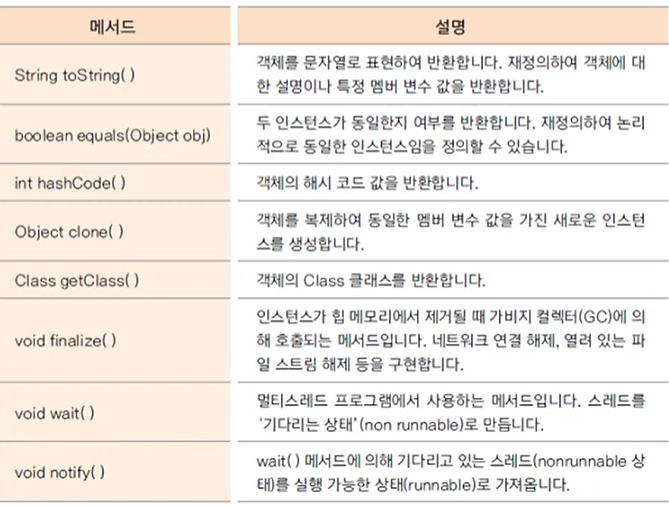 메서드
설명
String toString( )
객체를 문자열로 표현하여 반환합니다. 재정의하여 객체에 대
한 설명이나 특정 멤버 변수 값을 반환합니다.
boolean equals(Object obj)
두 인스턴스가 동일한지 여부를 반환합니다. 재정의하여 논리
적으로 동일한 인스턴스임을 정의할 수 있습니다.
int hashCode( )
객체의 해시 코드 값을 반환합니다.
Object clone( )
객체를 복제하여 동일한 멤버 변수 값을 가진 새로운 인스턴
스를 생성합니다.
Class getClass( )
객체의 Class 클래스를 반환합니다.
void finalize( )
인스턴스가 힙 메모리에서 제거될 때 가비지 컬렉터(GC)에 의
해 호출되는 메서드입니다. 네트워크 연결 해제, 열려 있는 파
일 스트림 해제 등을 구현합니다.
void wait( )
멀티스레드 프로그램에서 사용하는 메서드입니다. 스레드를
'기다리는 상태'(non runnable)로 만듭니다.
void notify( )
wait( ) 메서드에 의해 기다리고 있는 스레드(nonrunnable 상
태)를 실행 가능한 상태(runnable)로 가져옵니다.